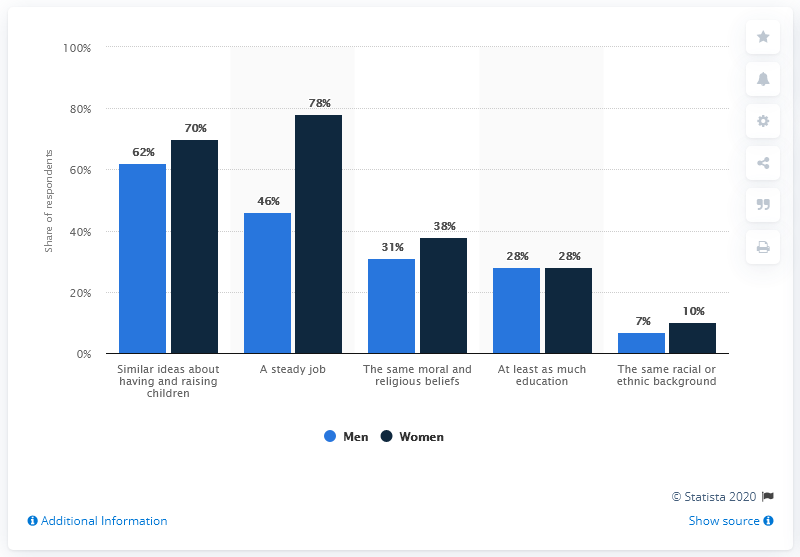 100%
80%
60%
40%
20%
0%
Share of respondents
62%
70%
46%
78%
31%
38%
28%
28%
7%
10%
Similar ideas about
having and raising
children
A steady job
The same moral and
religious beliefs
At least as much
education
The same racial or
ethnic background
Men Women
© Statista 2020
Additional Information
Show source